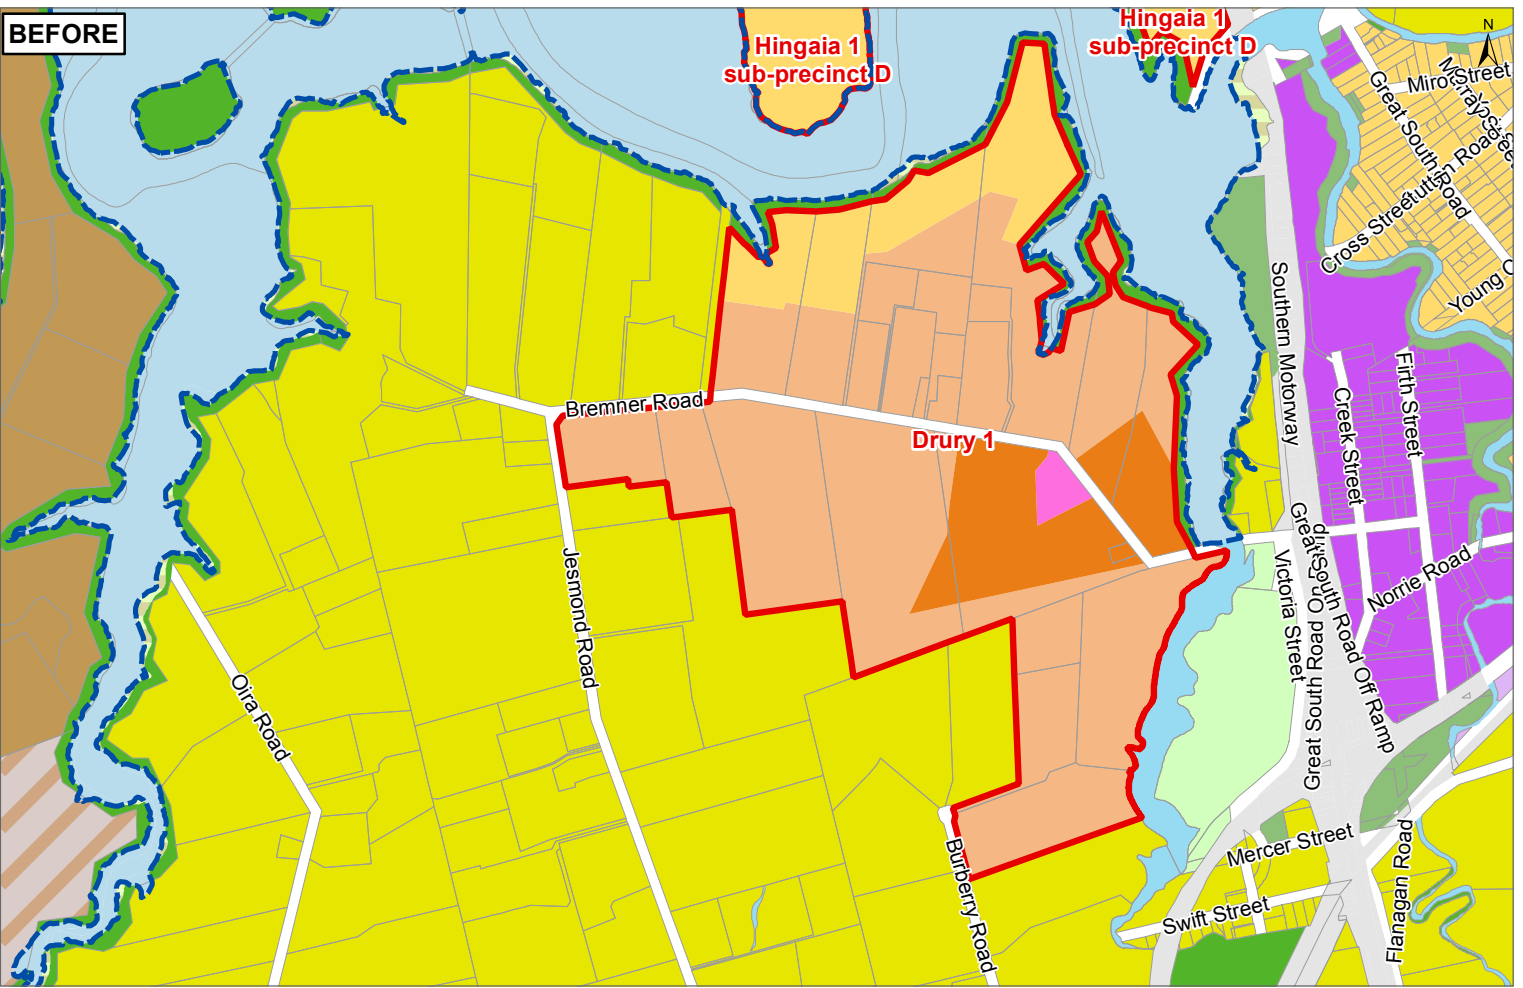 BEFORE
Hingaia 1
sub-precinct D
Hingaia 1
sub-precinct D
N
Miro Street
Great South Road
Cross Street
Young C
Southern Motorway
Firth Street
Creek Street
Bremner Road
Drury 1
Norrie Road
Great South Road Off Ramp
Victoria Street
Great South Road O
Jesmond Road
Oira Road
Mercer Street
Burberry Road
Swift Street
Flanagan Road